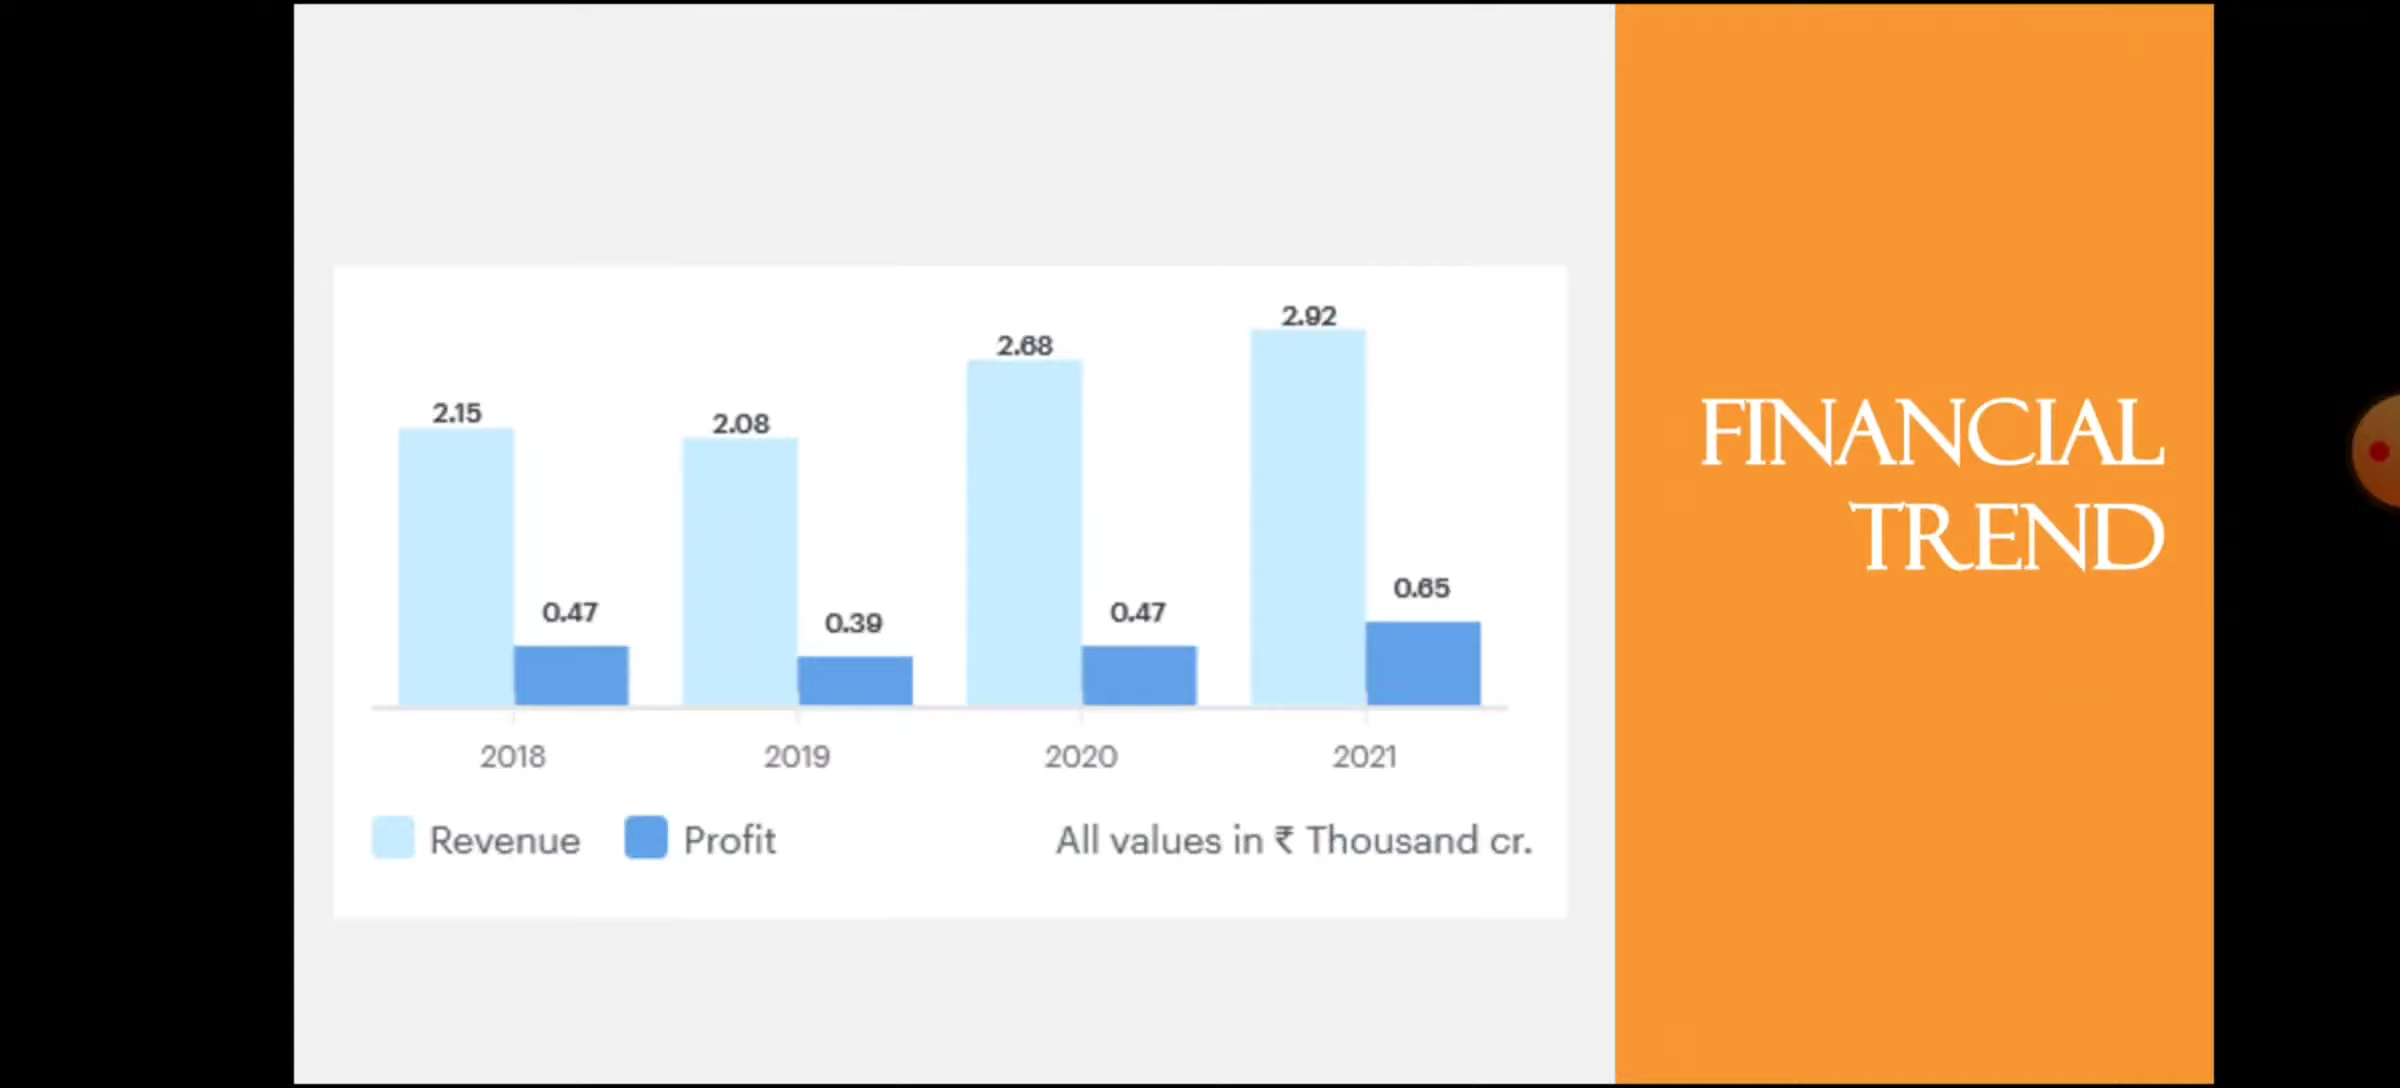 2.15
0.47
2.08
0.39
2.68
0.47
2.92
0.65
2018
2019
2020
2021
Revenue
Profit
All values in ₹ Thousand cr.
FINANCIAL
TREND